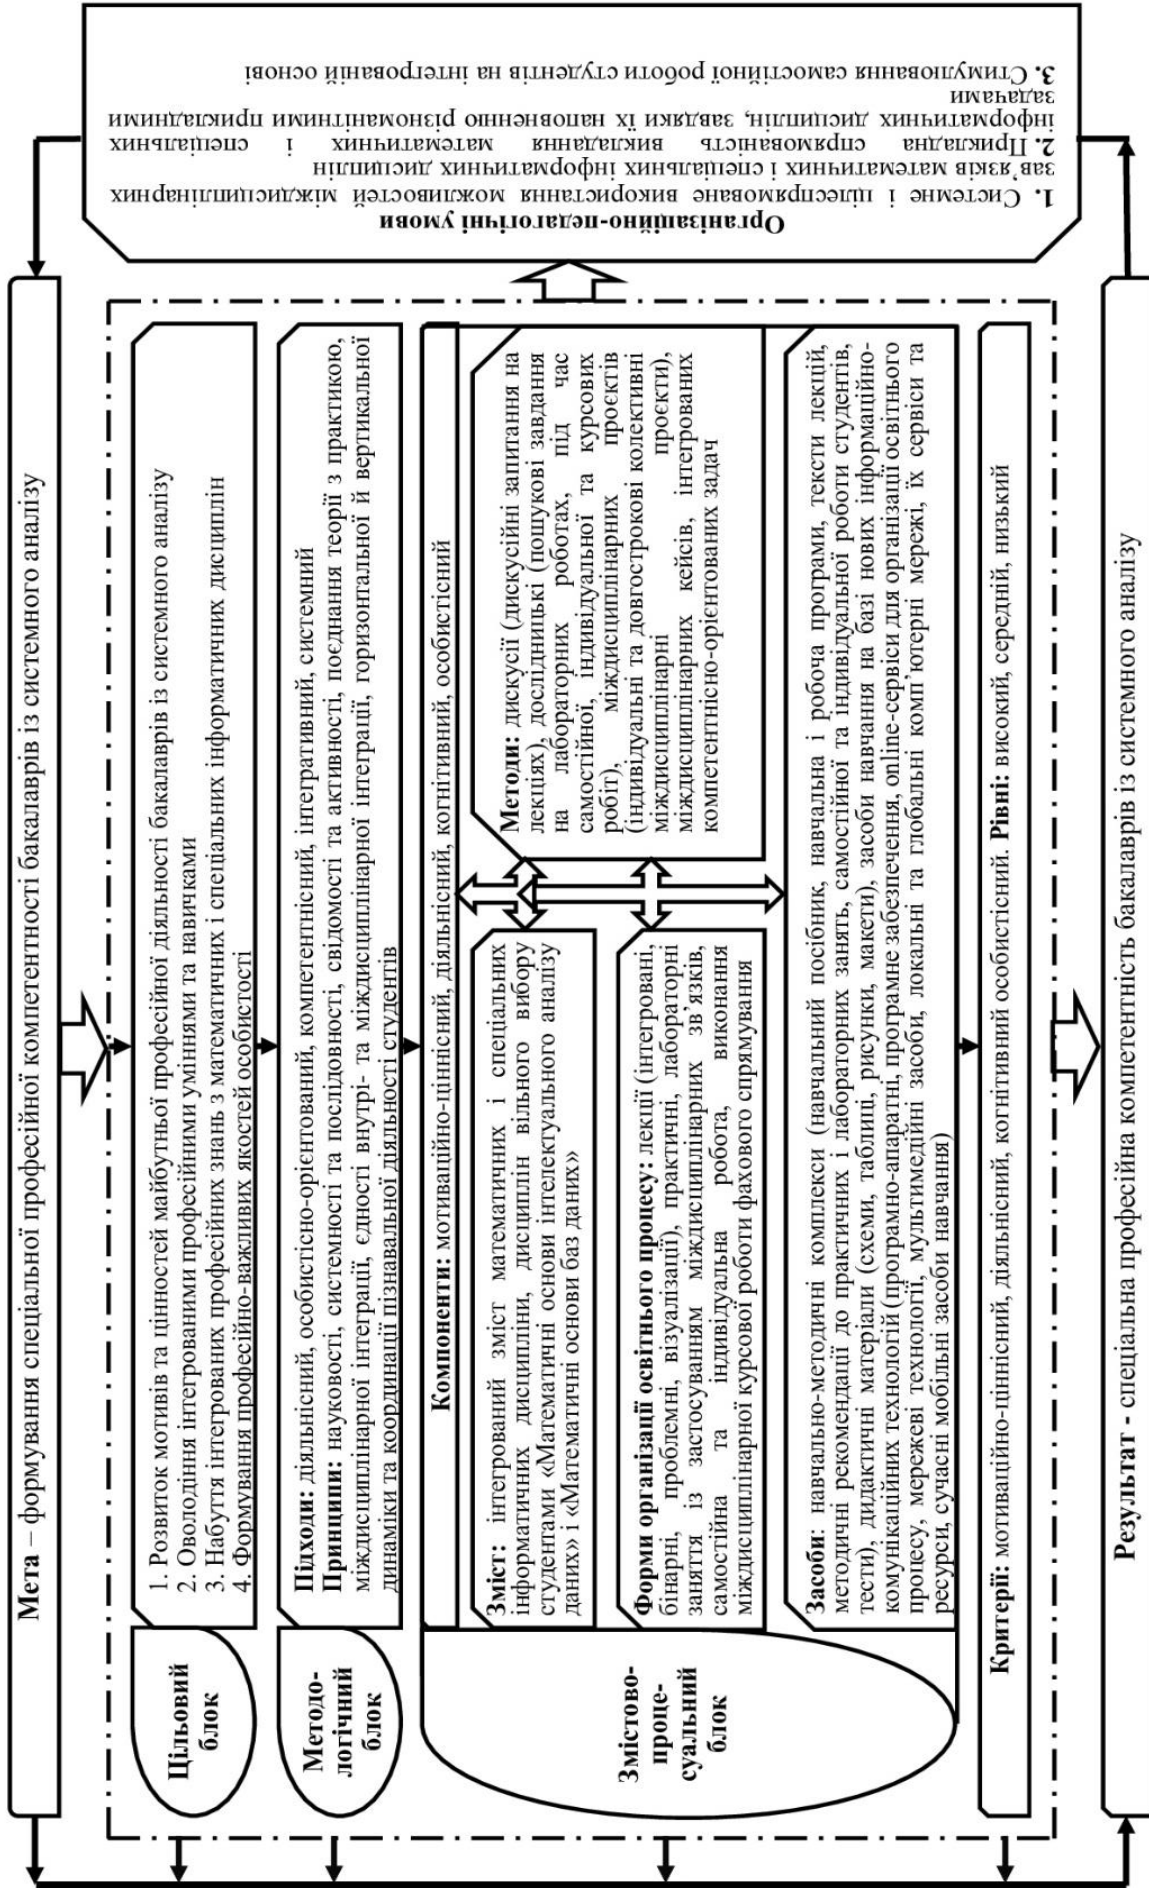 Мета – формування спеціальної професійної компетентності бакалаврів із системного аналізу
Цільовий
блок
1. Розвиток мотивів та цінностей майбутньої професійної діяльності бакалаврів із системного аналізу
2. Оволодіння інтегрованими професійними уміннями та навичками
3. Набуття інтегрованих професійних знань з математичних і спеціальних інформатичних дисциплін
4. Формування професійно-важливих якостей особистості
Методо-
логічний
блок
Підходи: діяльнісний, особистісно-орієнтований, компетентнісний, інтегративний, системний
Принципи: науковості, системності та послідовності, свідомості та активності, поєднання теорії з практикою,
міждисциплінарної інтеграції, єдності внутрі- та міждисциплінарної інтеграції, горизонтальної й вертикальної
динаміки та координації пізнавальної діяльності студентів
Змістово-
проце-
суальний
блок
Компоненти: мотиваційно-ціннісний, діяльнісний, когнітивний, особистісний
Зміст: інтегрований зміст математичних і спеціальних
інформатичних дисципліни, дисциплін вільного вибору
студентами «Математичні основи інтелектуального аналізу
даних» і «Математичні основи баз даних»
Форми організації освітнього процесу: лекції (інтегровані,
бінарні, проблемні, візуалізації), практичні, лабораторні
заняття із застосуванням міждисциплінарних зв'язків,
самостійна та індивідуальна робота, виконання
міждисциплінарної курсової роботи фахового спрямування
Методи: дискусії (дискусійні запитання на
лекціях), дослідницькі (пошукові завдання
на лабораторних роботах, під час
самостійної, індивідуальної та курсових
робіт), міждисциплінарних проєктів
(індивідуальні та довгострокові колективні
міждисциплінарні проєкти),
міждисциплінарних кейсів, інтегрованих
компетентнісно-орієнтованих задач
Засоби: навчально-методичні комплекси (навчальний посібник, навчальна і робоча програми, тексти лекцій,
методичні рекомендації до практичних і лабораторних занять, самостійної та індивідуальної роботи студентів,
тести), дидактичні матеріали (схеми, таблиці, рисунки, макети), засоби навчання на базі нових інформаційно-
комунікаційних технологій (програмно-апаратні, програмне забезпечення, online-сервіси для організації освітнього
процесу, мережеві технології, мультимедійні засоби, локальні та глобальні комп'ютерні мережі, їх сервіси та
ресурси, сучасні мобільні засоби навчання)
Критерії: мотиваційно-ціннісний, діяльнісний, когнітивний особистісний. Рівні: високий, середній, низький
Результат - спеціальна професійна компетентність бакалаврів із системного аналізу
Організаційно-педагогічні умови
1. Системне і цілеспрямоване використання можливостей міждисциплінарних
зав'язків математичних і спеціальних інформатичних дисциплін
2. Прикладна спрямованість викладання математичних і спеціальних
інформатичних дисциплін, завдяки їх наповненню різноманітними прикладними
задачами
3. Стимулювання самостійної роботи студентів на інтегрованій основі